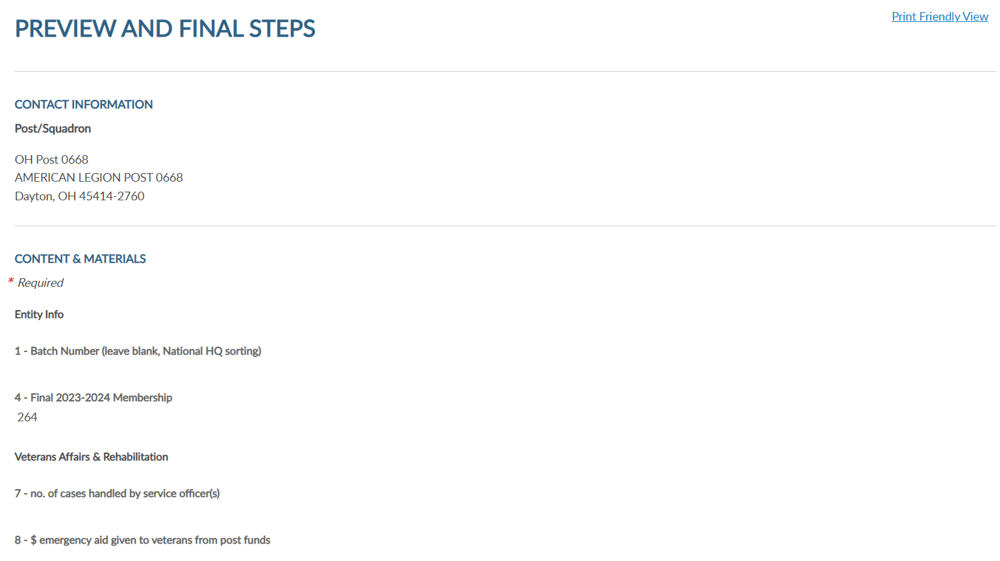 PREVIEW AND FINAL STEPS
Print Friendly View
CONTACT INFORMATION
Post/Squadron
OH Post 0668
AMERICAN LEGION POST 0668
Dayton, OH 45414-2760
CONTENT & MATERIALS
* Required
Entity Info
1 - Batch Number (leave blank, National HQ sorting)
4 - Final 2023-2024 Membership
264
Veterans Affairs & Rehabilitation
7 - no. of cases handled by service officer(s)
8 - $ emergency aid given to veterans from post funds